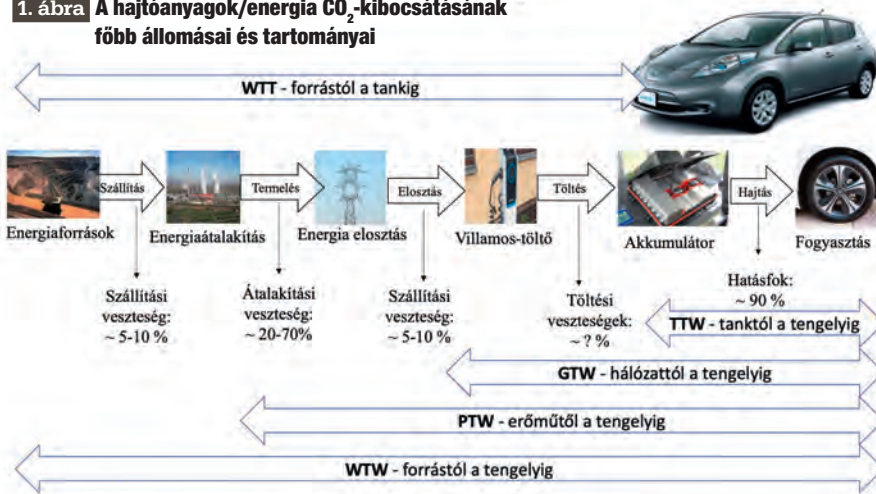 1. ábra A hajtóanyagok/energia CO₂-kibocsátásának
főbb állomásai és tartományai
WTT - forrástól a tankig
Szállítás
Termelés
Elosztás
Töltés
Hajtás
Energiaforrások
Energiaátalakítás
Energia elosztás
Villamos-töltő
Akkumulátor
Fogyasztás
Szállítási
veszteség:
~ 5-10 %
Átalakítási
veszteség:
~ 20-70%
Szállítási
veszteség:
~ 5-10 %
Töltési
veszteségek:
~ ? %
Hatásfok:
~ 90 %
TTW - tanktól a tengelyig
GTW - hálózattól a tengelyig
PTW - erőműtől a tengelyig
WTW - forrástól a tengelyig